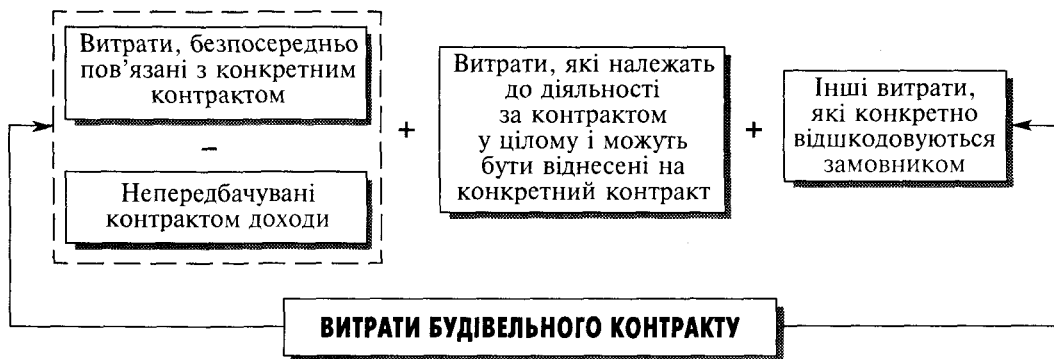 Витрати, безпосередньо
пов’язані з конкретним
контрактом
–
Непередбачувані
контрактом доходи
+
Витрати, які належать
до діяльності
за контрактом
у цілому і можуть
бути віднесені на
конкретний контракт
+
Інші витрати,
які конкретно
відшкодовуються
замовником
ВИТРАТИ БУДІВЕЛЬНОГО КОНТРАКТУ